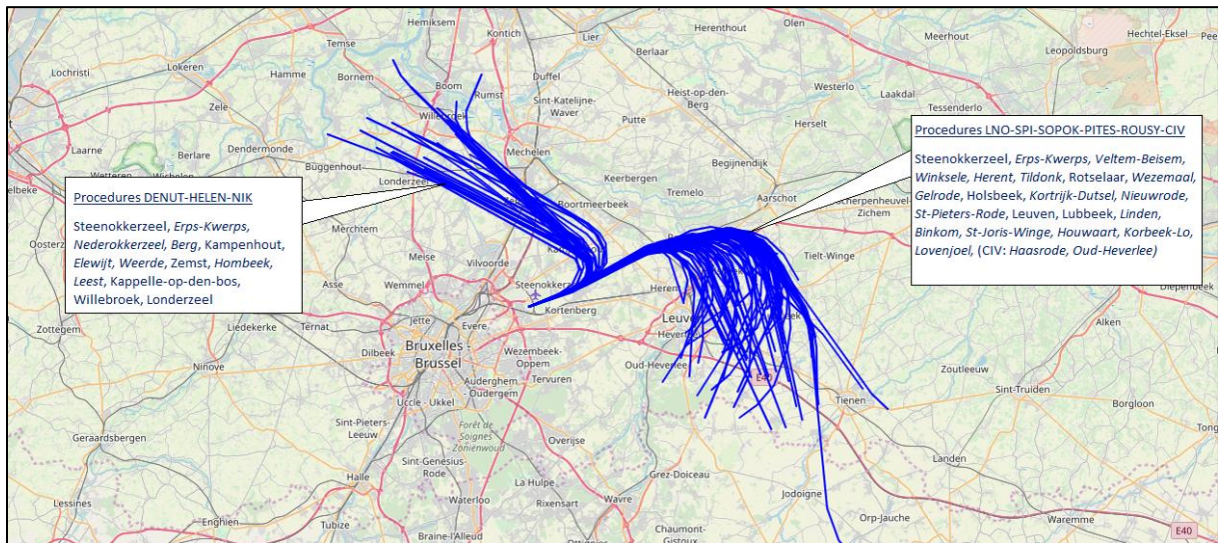 Hemiksem
Kontich
Lier
Herenthout
Olen
Meerhout
Hechtel-Eksel
Temse
Berlaar
Leopoldsburg
Lochristi
Lokeren
Hamme
Bornem
Boom
Rumst
Duffel
Heist-op-den-Berg
Westerlo
Laakdal
Tessenderlo
Zele
Willebroek
Sint-Katelijne-Waver
Putte
Herselt
Laarne
Wetteren
Berlare
Dendermonde
Buggenhout
Mechelen
Begijnendijk
Londerzeel
Keerbergen
Tremelo
Aarschot
Scherpenheuvel-Zichem
Boortmeerbeek
Procedures LNO-SPI-SOPOK-PITES-ROUSY-CIV
Steenokkerzeel, Erps-Kwerps, Veltem-Beisem,
Winksele, Herent, Tildonk, Rotselaar, Wezemaal,
Gelrode, Holsbeek, Kortrijk-Dutsel, Nieuwrode,
St-Pieters-Rode, Leuven, Lubbeek, Linden,
Binkom, St-Joris-Winge, Houwaart, Korbeek-Lo,
Lovenjoel, (CIV: Haasrode, Oud-Heverlee)
Procedures DENUT-HELEN-NIK
Steenokkerzeel, Erps-Kwerps,
Nederokkerzeel, Berg, Kampenhout,
Elewijt, Weerde, Zemst, Hombeek,
Leest, Kappelle-op-den-bos,
Willebroek, Londerzeel
Merchtem
Meise
Vilvoorde
Tielt-Winge
Asse
Wemmel
Steenokkerzeel
Diepenbeek
Zottegem
Liedekerke
Ternat
Jette
Evere
Kortenberg
Alken
Dilbeek
Bruxelles - Brussel
Wezembeek-Oppem
Tervuren
Oud-Heverlee
E40
Zoutleeuw
Ninove
Auderghem - Oudergem
Uccle - Ukkel
Tienen
Sint-Truiden
Borgloon
Geraardsbergen
Sint-Pieters-Leeuw
Forêt de Soignes Zoniënwoud
Overijse
Landen
Sint-Genesius-Rode
La Hulpe
Grez-Doiceau
Halle
Jodoigne
Lessines
Enghien
Tubize
Waterloo
Rixensart
Wavre
Orp-Jauche
Waremme
Braine-l'Alleud
Chaumont-Gistoux
E40